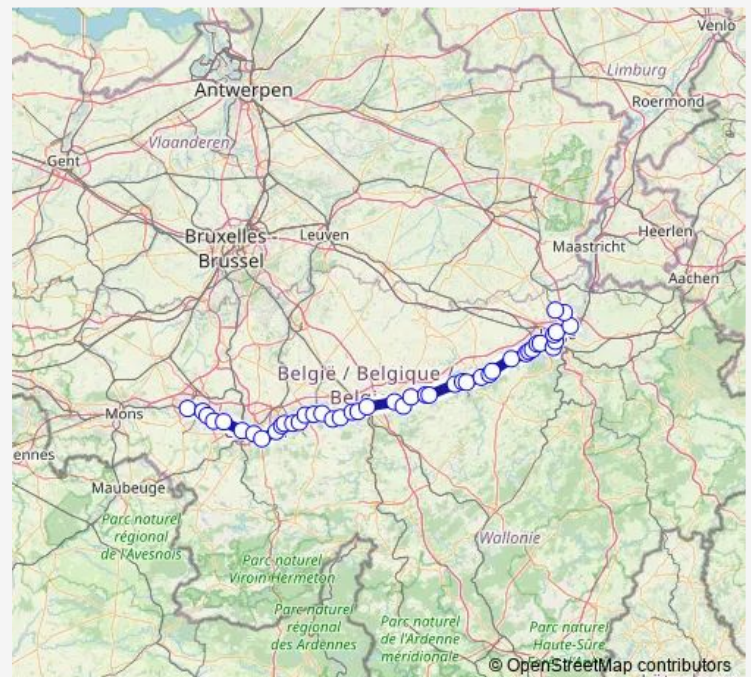 Venlo
Antwerpen
Limburg
Roermond
Vlaanderen
Gent
Bruxelles -
Brussel
Leuven
Maastricht
Heerlen
Aachen
België / Belgique /
Mons
Maubeuge
Parc naturel
régional
de l'Avesnois
Wallonie
Parc naturel
Viroin Hermeton
Parc naturel
régional
des Ardennes
Parc naturel
de l'Ardenne
méridionale
Parc naturel
Haute-Sûre
© OpenStreetMap contributors